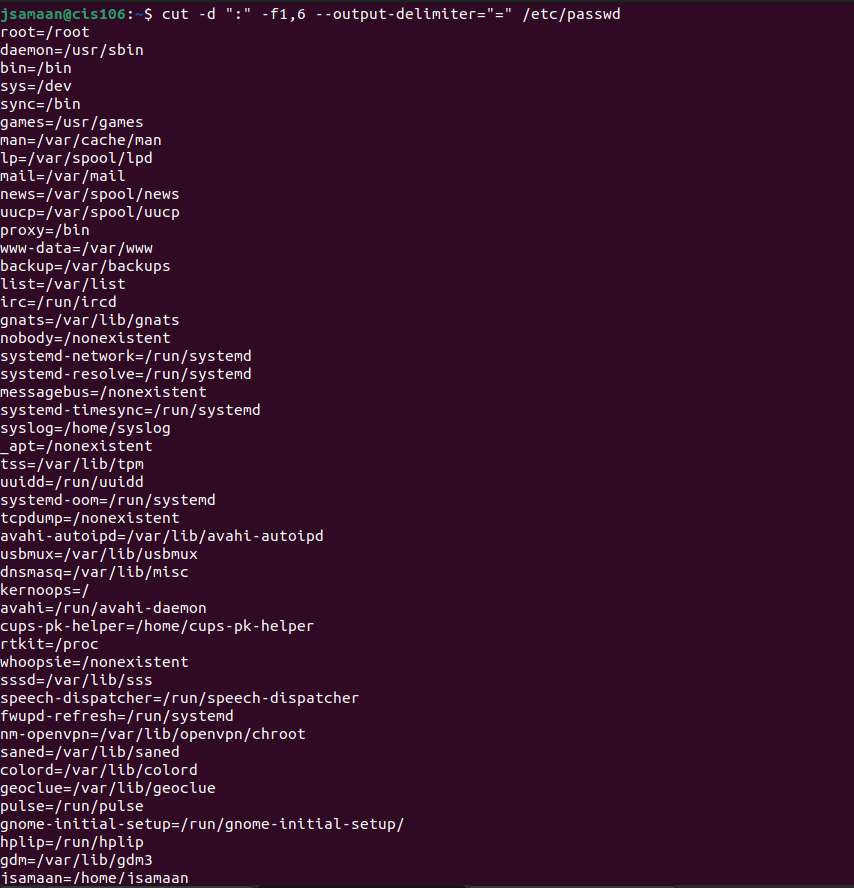 jsamaan@cis106:~$ cut -d ":" -f1,6 --output-delimiter="=" /etc/passwd
root=/root
daemon=/usr/sbin
bin=/bin
sys=/dev
sync=/bin
games=/usr/games
man=/var/cache/man
lp=/var/spool/lpd
mail=/var/mail
news=/var/spool/news
uucp=/var/spool/uucp
proxy=/bin
www-data=/var/www
backup=/var/backups
list=/var/list
irc=/run/ircd
gnats=/var/lib/gnats
nobody=/nonexistent
systemd-network=/run/systemd
systemd-resolve=/run/systemd
messagebus=/nonexistent
systemd-timesync=/run/systemd
syslog=/home/syslog
_apt=/nonexistent
tss=/var/lib/tpm
uuidd=/run/uuidd
systemd-oom=/run/systemd
tcpdump=/nonexistent
avahi-autoipd=/var/lib/avahi-autoipd
usbmux=/var/lib/usbmux
dnsmasq=/var/lib/misc
kernoops=/
avahi=/run/avahi-daemon
cups-pk-helper=/home/cups-pk-helper
rtkit=/proc
whoopsie=/nonexistent
sssd=/var/lib/sss
speech-dispatcher=/run/speech-dispatcher
fwupd-refresh=/run/systemd
nm-openvpn=/var/lib/openvpn/chroot
saned=/var/lib/saned
colord=/var/lib/colord
geoclue=/var/lib/geoclue
pulse=/run/pulse
gnome-initial-setup=/run/gnome-initial-setup/
hplip=/run/hplip
gdm=/var/lib/gdm3
jsamaan=/home/jsamaan